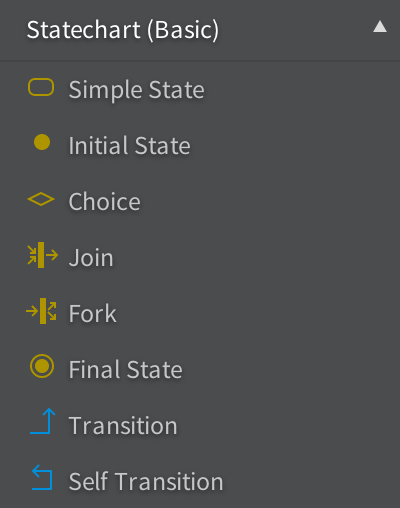 Statechart (Basic)
Simple State
Initial State
Choice
Join
Fork
Final State
Transition
Self Transition